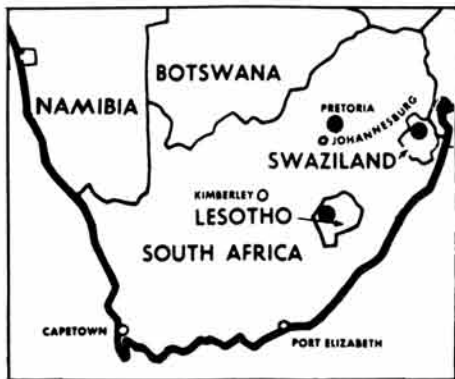 BOTSWANA
NAMIBIA
PRETORIA
JOHANNESBURG
SWAZILAND
KIMBERLEY
LESOTHO
SOUTH AFRICA
CAPETOWN
PORT ELIZABETH